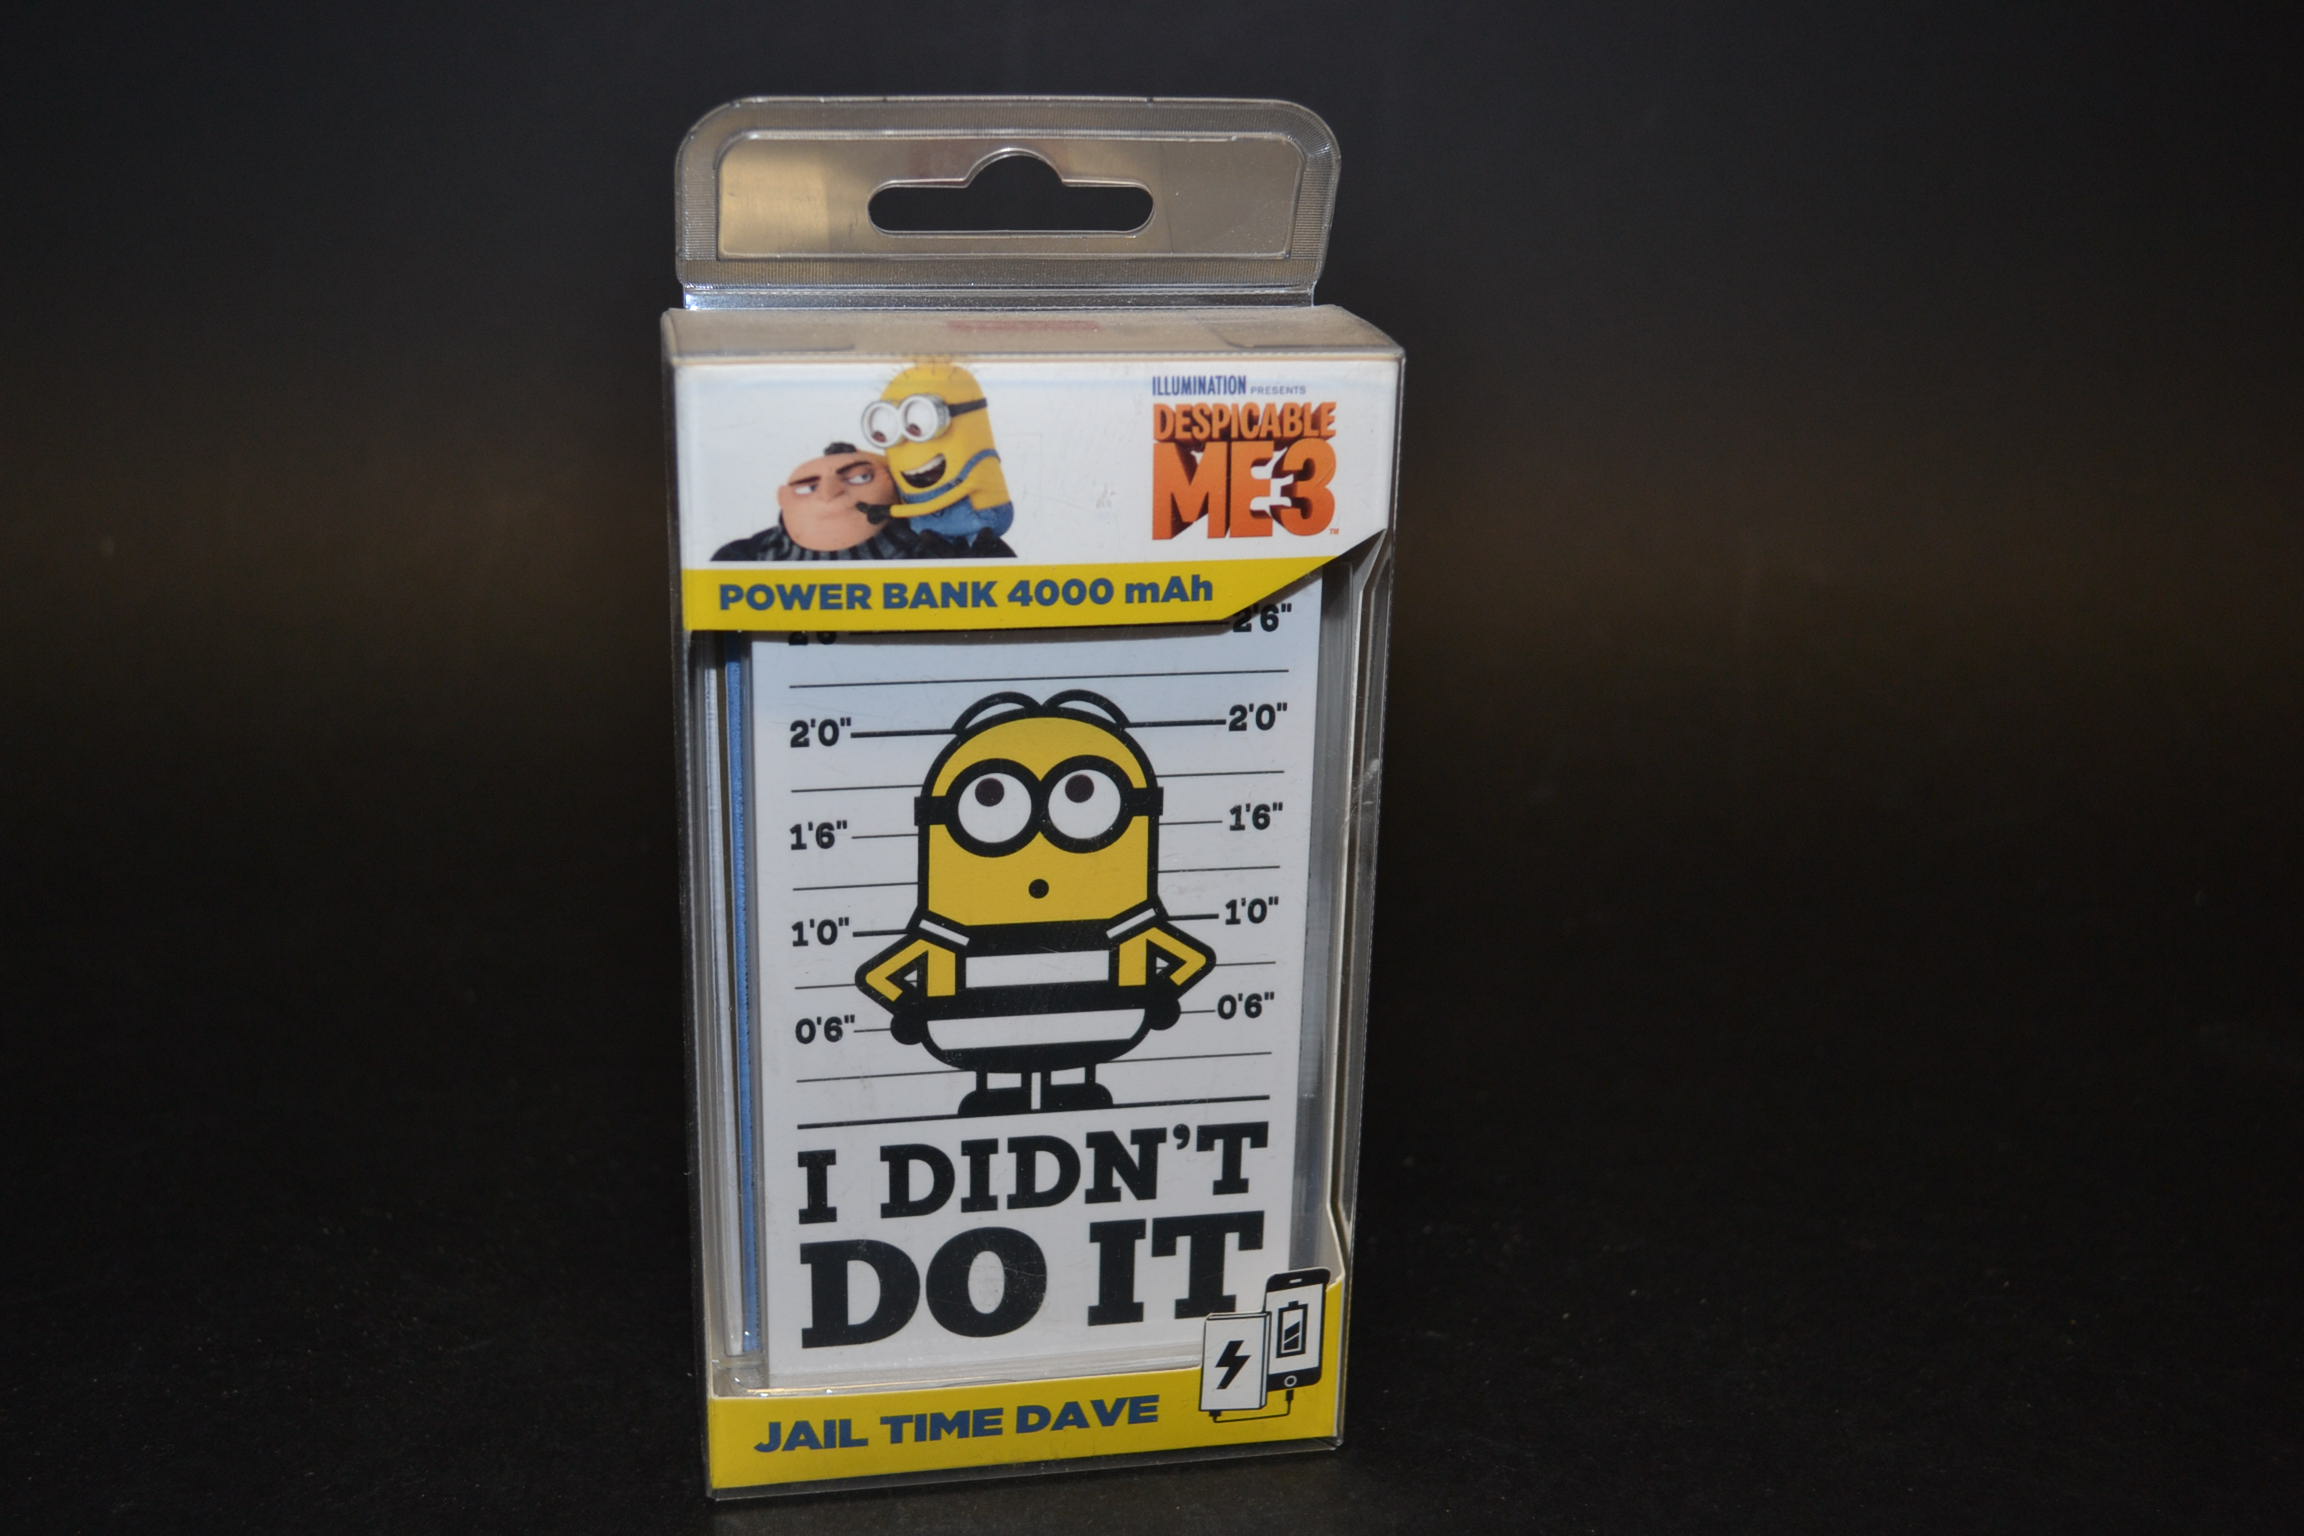 ILLUMINATION PRESENTS
DESPICABLE
ME3
™
POWER BANK 4000 mAh
2'6"
2'0" 2'0"
1'6" 1'6"
1'0" 1'0"
0'6" 0'6"
I DIDN'T
DO IT
JAIL TIME DAVE